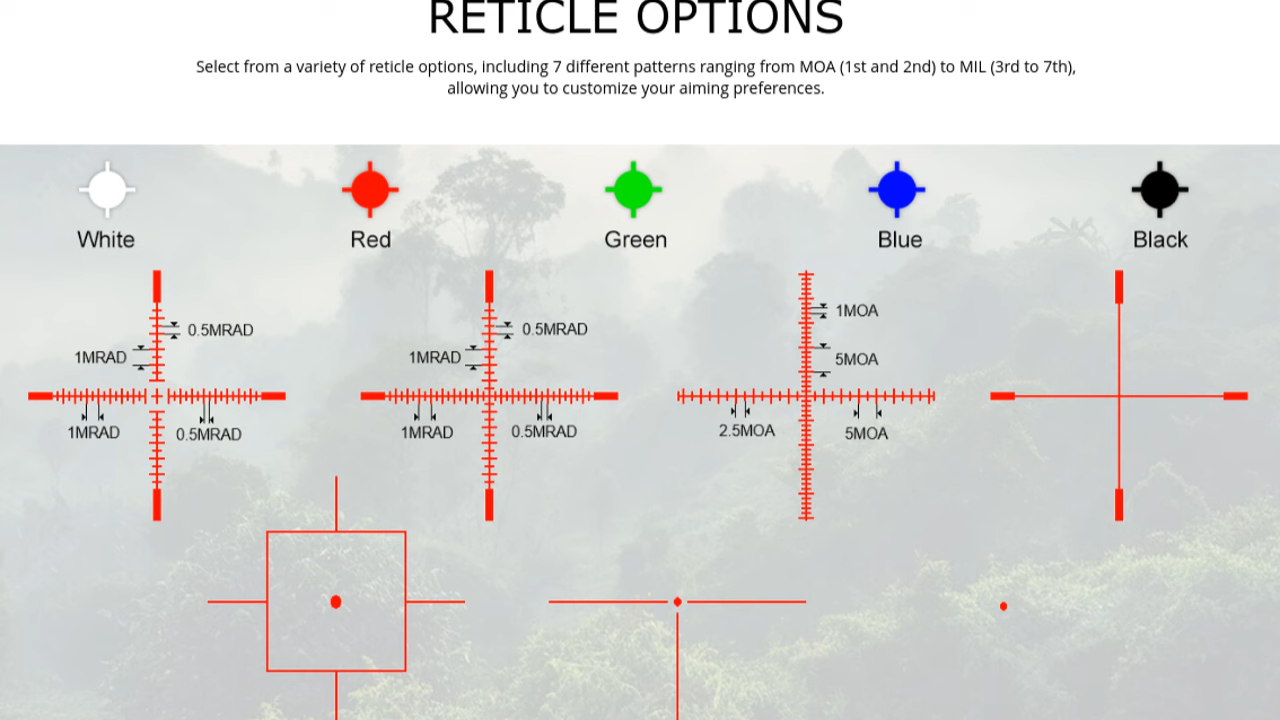 RETICLE OPTIONS
Select from a variety of reticle options, including 7 different patterns ranging from MOA (1st and 2nd) to MIL (3rd to 7th),
allowing you to customize your aiming preferences.
White
Red
Green
Blue
Black
0.5MRAD
1MRAD
1MRAD
0.5MRAD
0.5MRAD
1MRAD
1MRAD
0.5MRAD
1MOA
5MOA
2.5MOA
5MOA